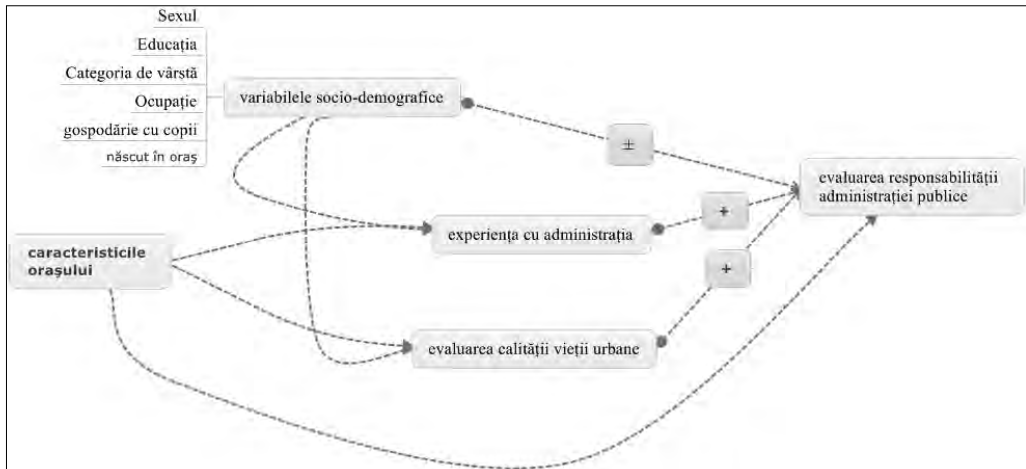 Sexul
Educația
Categoria de vârstă
Ocupație
gospodărie cu copii
născut în oraș
variabilele socio-demografice
±
evaluarea responsabilității
administrației publice
+
experiența cu administrația
caracteristicile
orașului
+
evaluarea calității vieții urbane